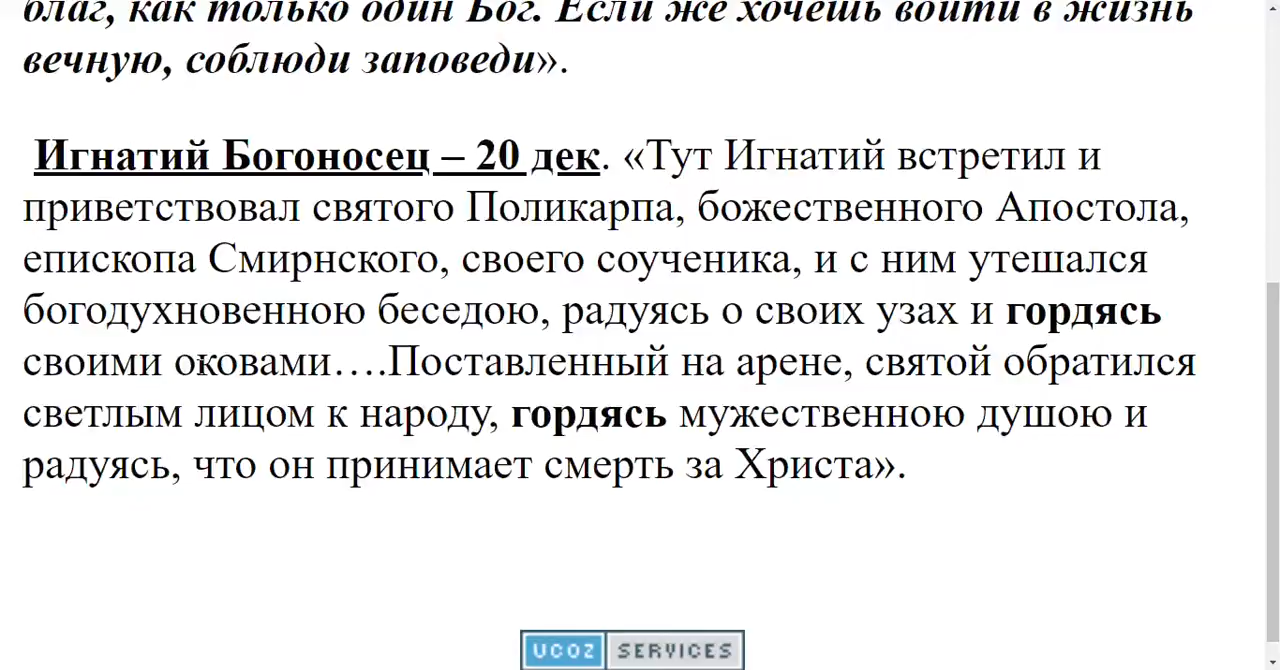 благ, как только один Бог. Если же хочешь войти в жизнь
вечную, соблюди заповеди».
Игнатий Богоносец – 20 дек. «Тут Игнатий встретил и
приветствовал святого Поликарпа, божественного Апостола,
епископа Смирнского, своего соученика, и с ним утешался
богодухновенною беседою, радуясь о своих узах и гордясь
своими оковами….Поставленный на арене, святой обратился
светлым лицом к народу, гордясь мужественною душою и
радуясь, что он принимает смерть за Христа».
UCOZ SERVICES